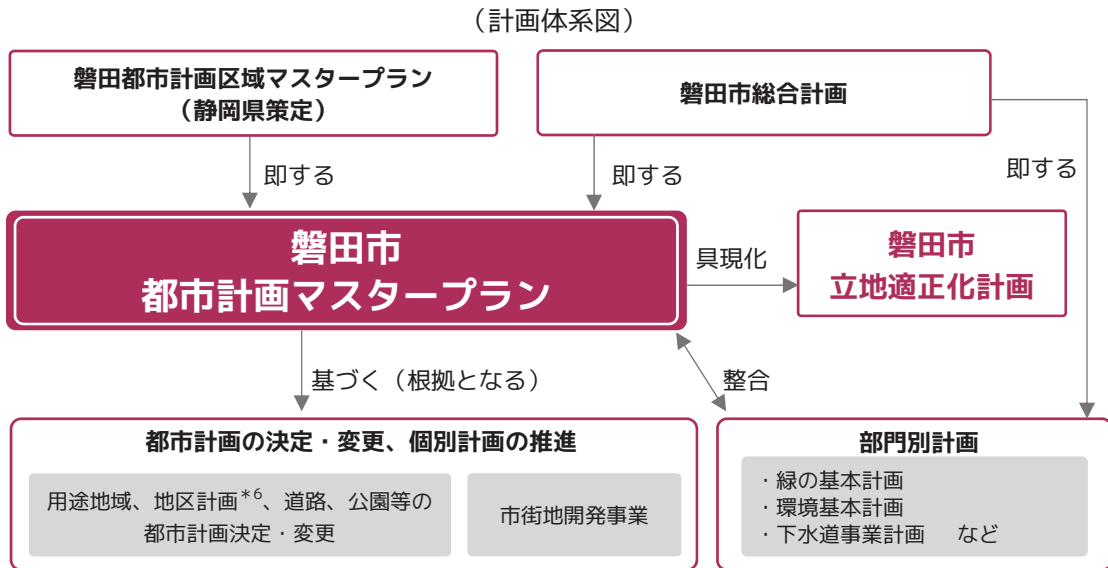 （計画体系図）
磐田都市計画区域マスタープラン
（静岡県策定）
磐田市総合計画
即する
即する
即する
磐田市
都市計画マスタープラン
具現化
磐田市
立地適正化計画
基づく（根拠となる）
整合
都市計画の決定・変更、個別計画の推進
用途地域、地区計画*6、道路、公園等の
都市計画決定・変更
市街地開発事業
部門別計画
・緑の基本計画
・環境基本計画
・下水道事業計画　など